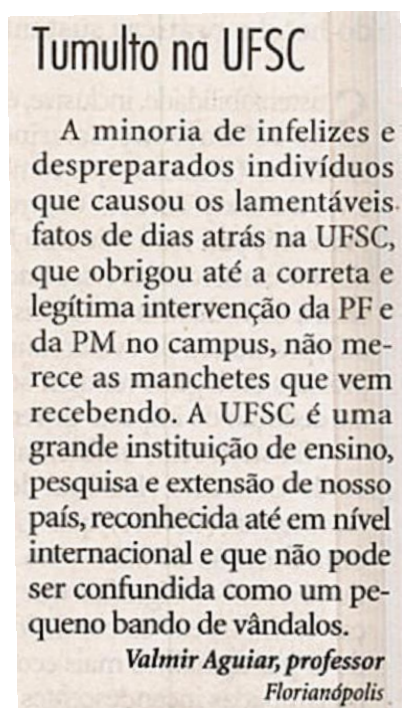 Tumulto na UFSC
A minoria de infelizes e
despreparados indivíduos
que causou os lamentáveis
fatos de dias atrás na UFSC,
que obrigou até a correta e
legítima intervenção da PF e
da PM no campus, não me-
rece as manchetes que vem
recebendo. A UFSC é uma
grande instituição de ensino,
pesquisa e extensão de nosso
país, reconhecida até em nível
internacional e que não pode
ser confundida como um pe-
queno bando de vândalos.
Valmir Aguiar, professor
Florianópolis